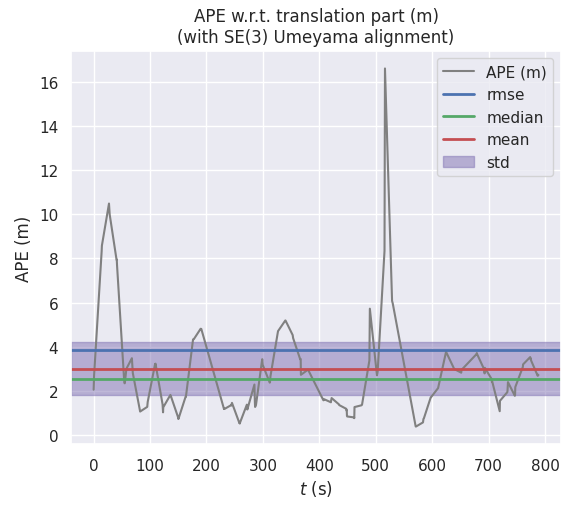 APE w.r.t. translation part (m)
(with SE(3) Umeyama alignment)
APE (m)
rmse
median
mean
std
APE (m)
16
14
12
10
8
6
4
2
0
0 100 200 300 400 500 600 700 800
t (s)